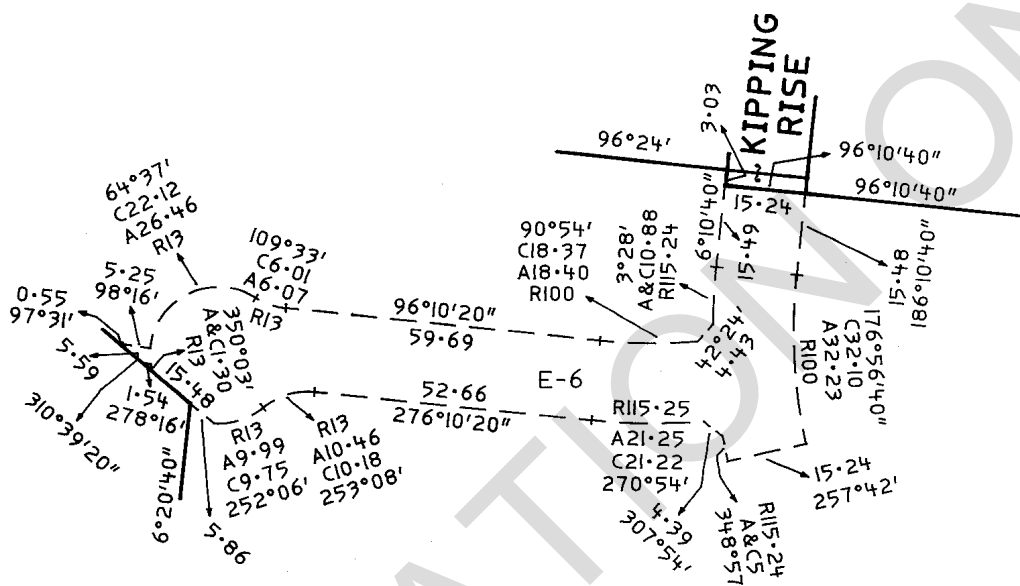 KIPPING
RISE
3·03
96°24'
96°10'40"
96°10'40"
15·24
6°10'40"
15·49
15·48
186°10'40"
64°37'
C22·12
A26·46
R13
109°33'
C6·01
A6·07
R13
5·25
98°16'
0·55
97°31'
5·59
350°03'
A&C1·30
R13
15·48
1·54
278°16'
310°39'20"
6°20'40"
5·86
R13
A9·99
C9·75
252°06'
R13
A10·46
C10·18
253°08'
96°10'20"
59·69
52·66
276°10'20"
E-6
90°54'
C18·37
A18·40
R100
3°28'
A&C10·88
R115·24
42°24'
4·43
176°56'40"
C32·10
A32·23
R100
R115·25
A21·25
C21·22
270°54'
4·39
307°54'
R115·24
A&C5
348°57
15·24
257°42'